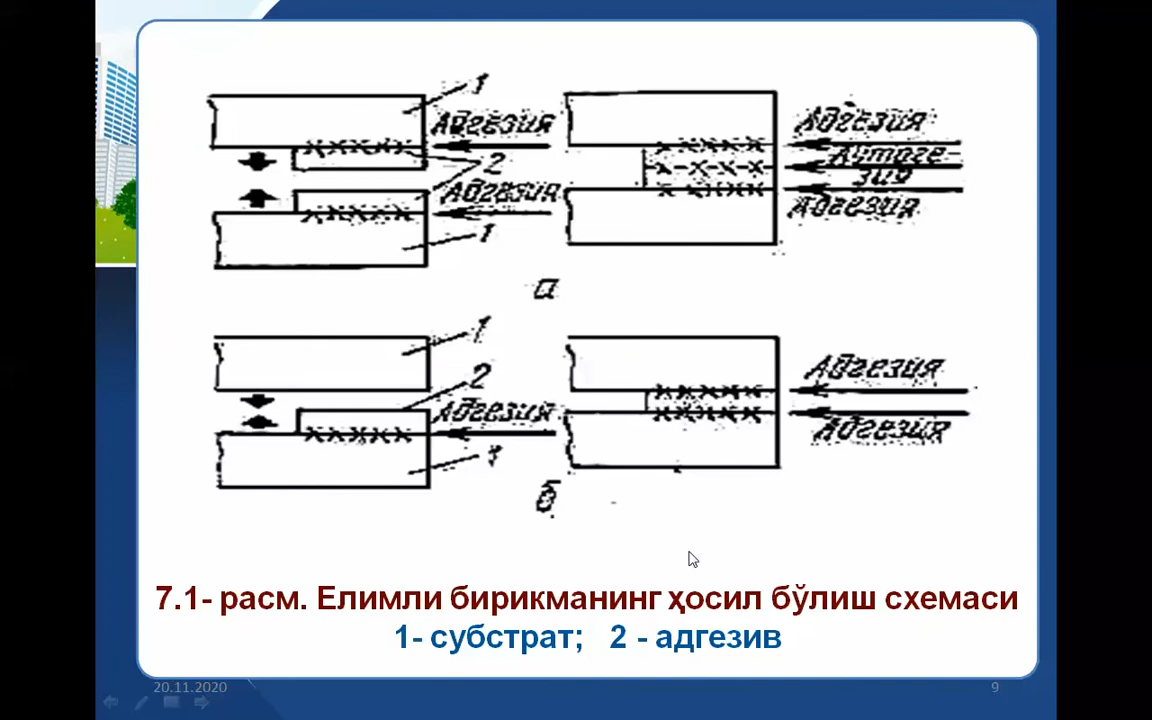 1
Адгезия
2
Адгезия
1
Адгезия
Аутоге
зия
Адгезия
а
1
2
Адгезия
1
Адгезия
Адгезия
б
7.1- расм. Елимли бирикманинг ҳосил бўлиш схемаси
1- субстрат; 2 - адгезив
20.11.2020
9